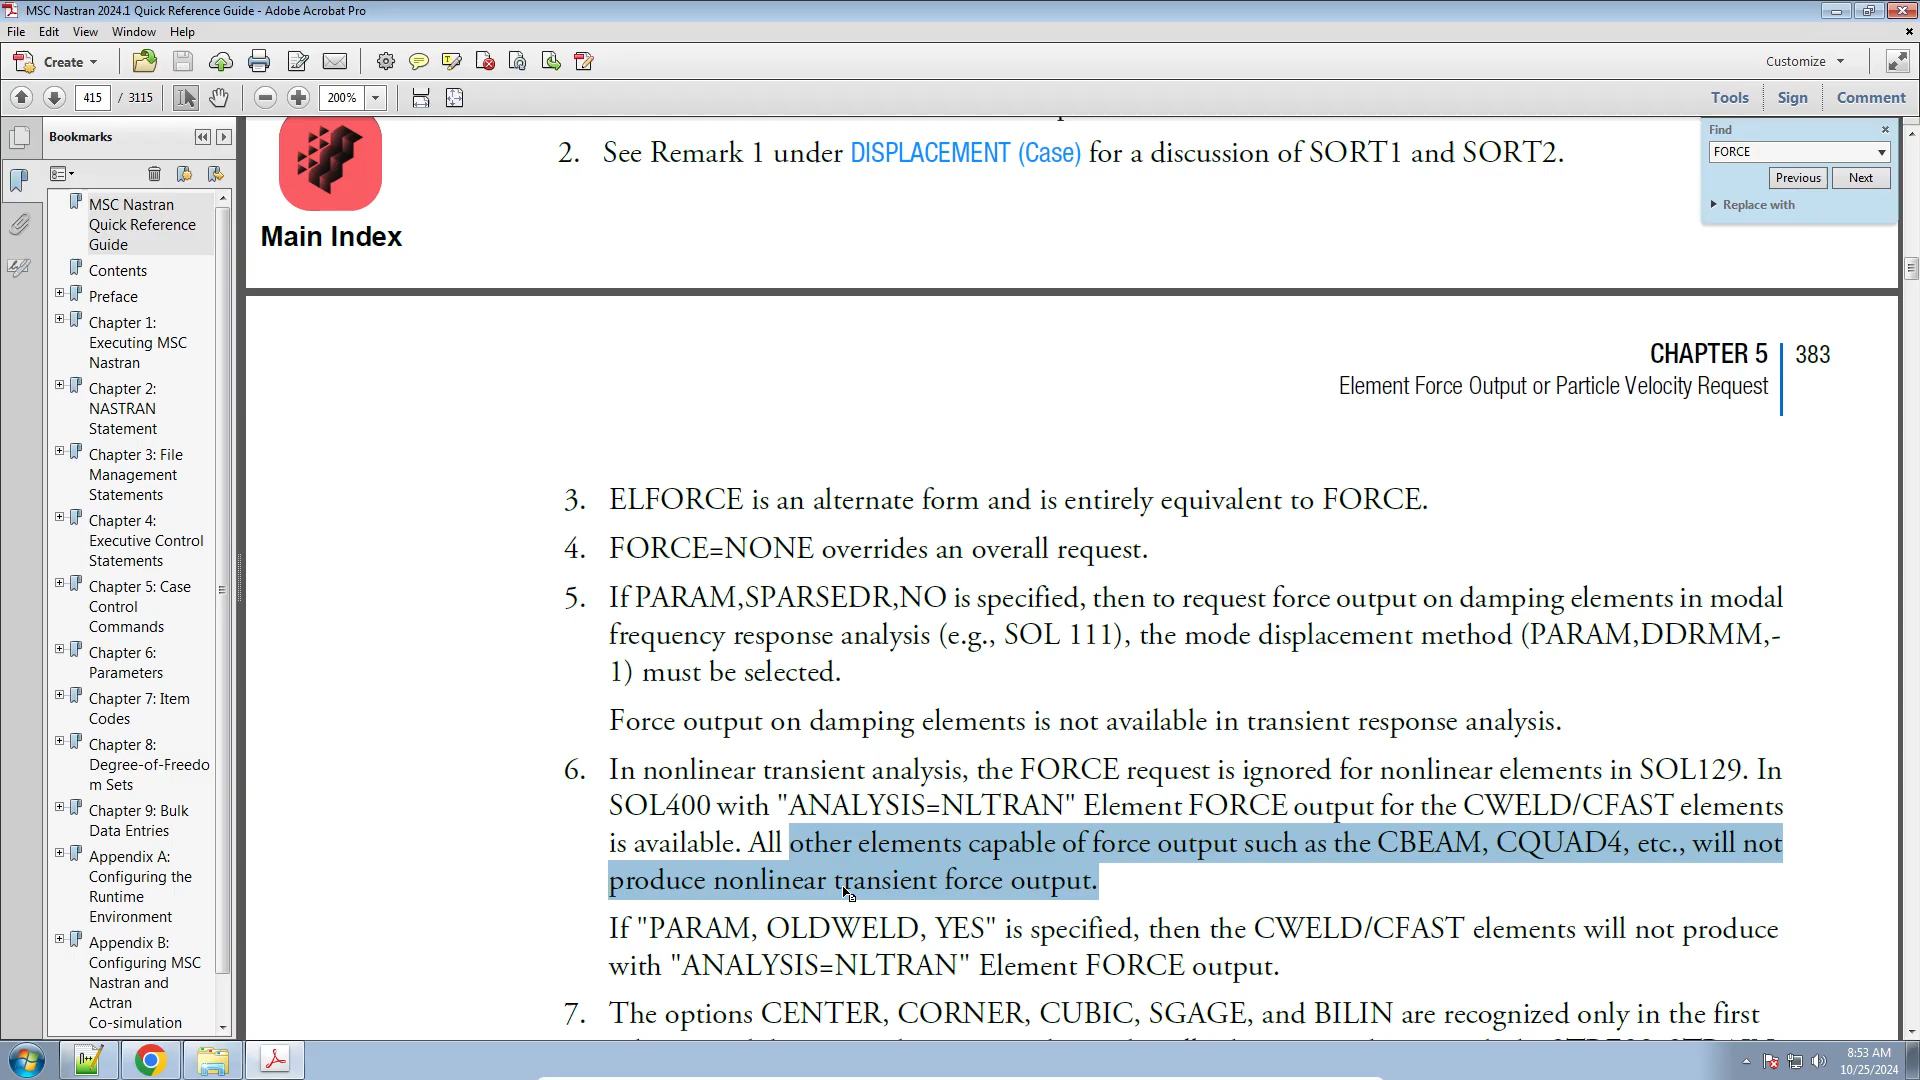 MSC Nastran 2024.1 Quick Reference Guide - Adobe Acrobat Pro
File Edit View Window Help
Create Customize
415 / 3115 200% Tools Sign Comment
Bookmarks
MSC Nastran
Quick Reference
Guide
Contents
Preface
Chapter 1:
Executing MSC
Nastran
Chapter 2:
NASTRAN
Statement
Chapter 3: File
Management
Statements
Chapter 4:
Executive Control
Statements
Chapter 5: Case
Control
Commands
Chapter 6:
Parameters
Chapter 7: Item
Codes
Chapter 8:
Degree-of-Freedo
m Sets
Chapter 9: Bulk
Data Entries
Appendix A:
Configuring the
Runtime
Environment
Appendix B:
Configuring MSC
Nastran and
Actran
Co-simulation
Find
FORCE
Previous Next
Replace with
2. See Remark 1 under DISPLACEMENT (Case) for a discussion of SORT1 and SORT2.
Main Index
CHAPTER 5 383
Element Force Output or Particle Velocity Request
3. ELFORCE is an alternate form and is entirely equivalent to FORCE.
4. FORCE=NONE overrides an overall request.
5. If PARAM,SPARSEDR,NO is specified, then to request force output on damping elements in modal
frequency response analysis (e.g., SOL 111), the mode displacement method (PARAM,DDRMM,-
1) must be selected.
Force output on damping elements is not available in transient response analysis.
6. In nonlinear transient analysis, the FORCE request is ignored for nonlinear elements in SOL129. In
SOL400 with "ANALYSIS=NLTRAN" Element FORCE output for the CWELD/CFAST elements
is available. All other elements capable of force output such as the CBEAM, CQUAD4, etc., will not
produce nonlinear transient force output.
If "PARAM, OLDWELD, YES" is specified, then the CWELD/CFAST elements will not produce
with "ANALYSIS=NLTRAN" Element FORCE output.
7. The options CENTER, CORNER, CUBIC, SGAGE, and BILIN are recognized only in the first
8:53 AM
10/25/2024